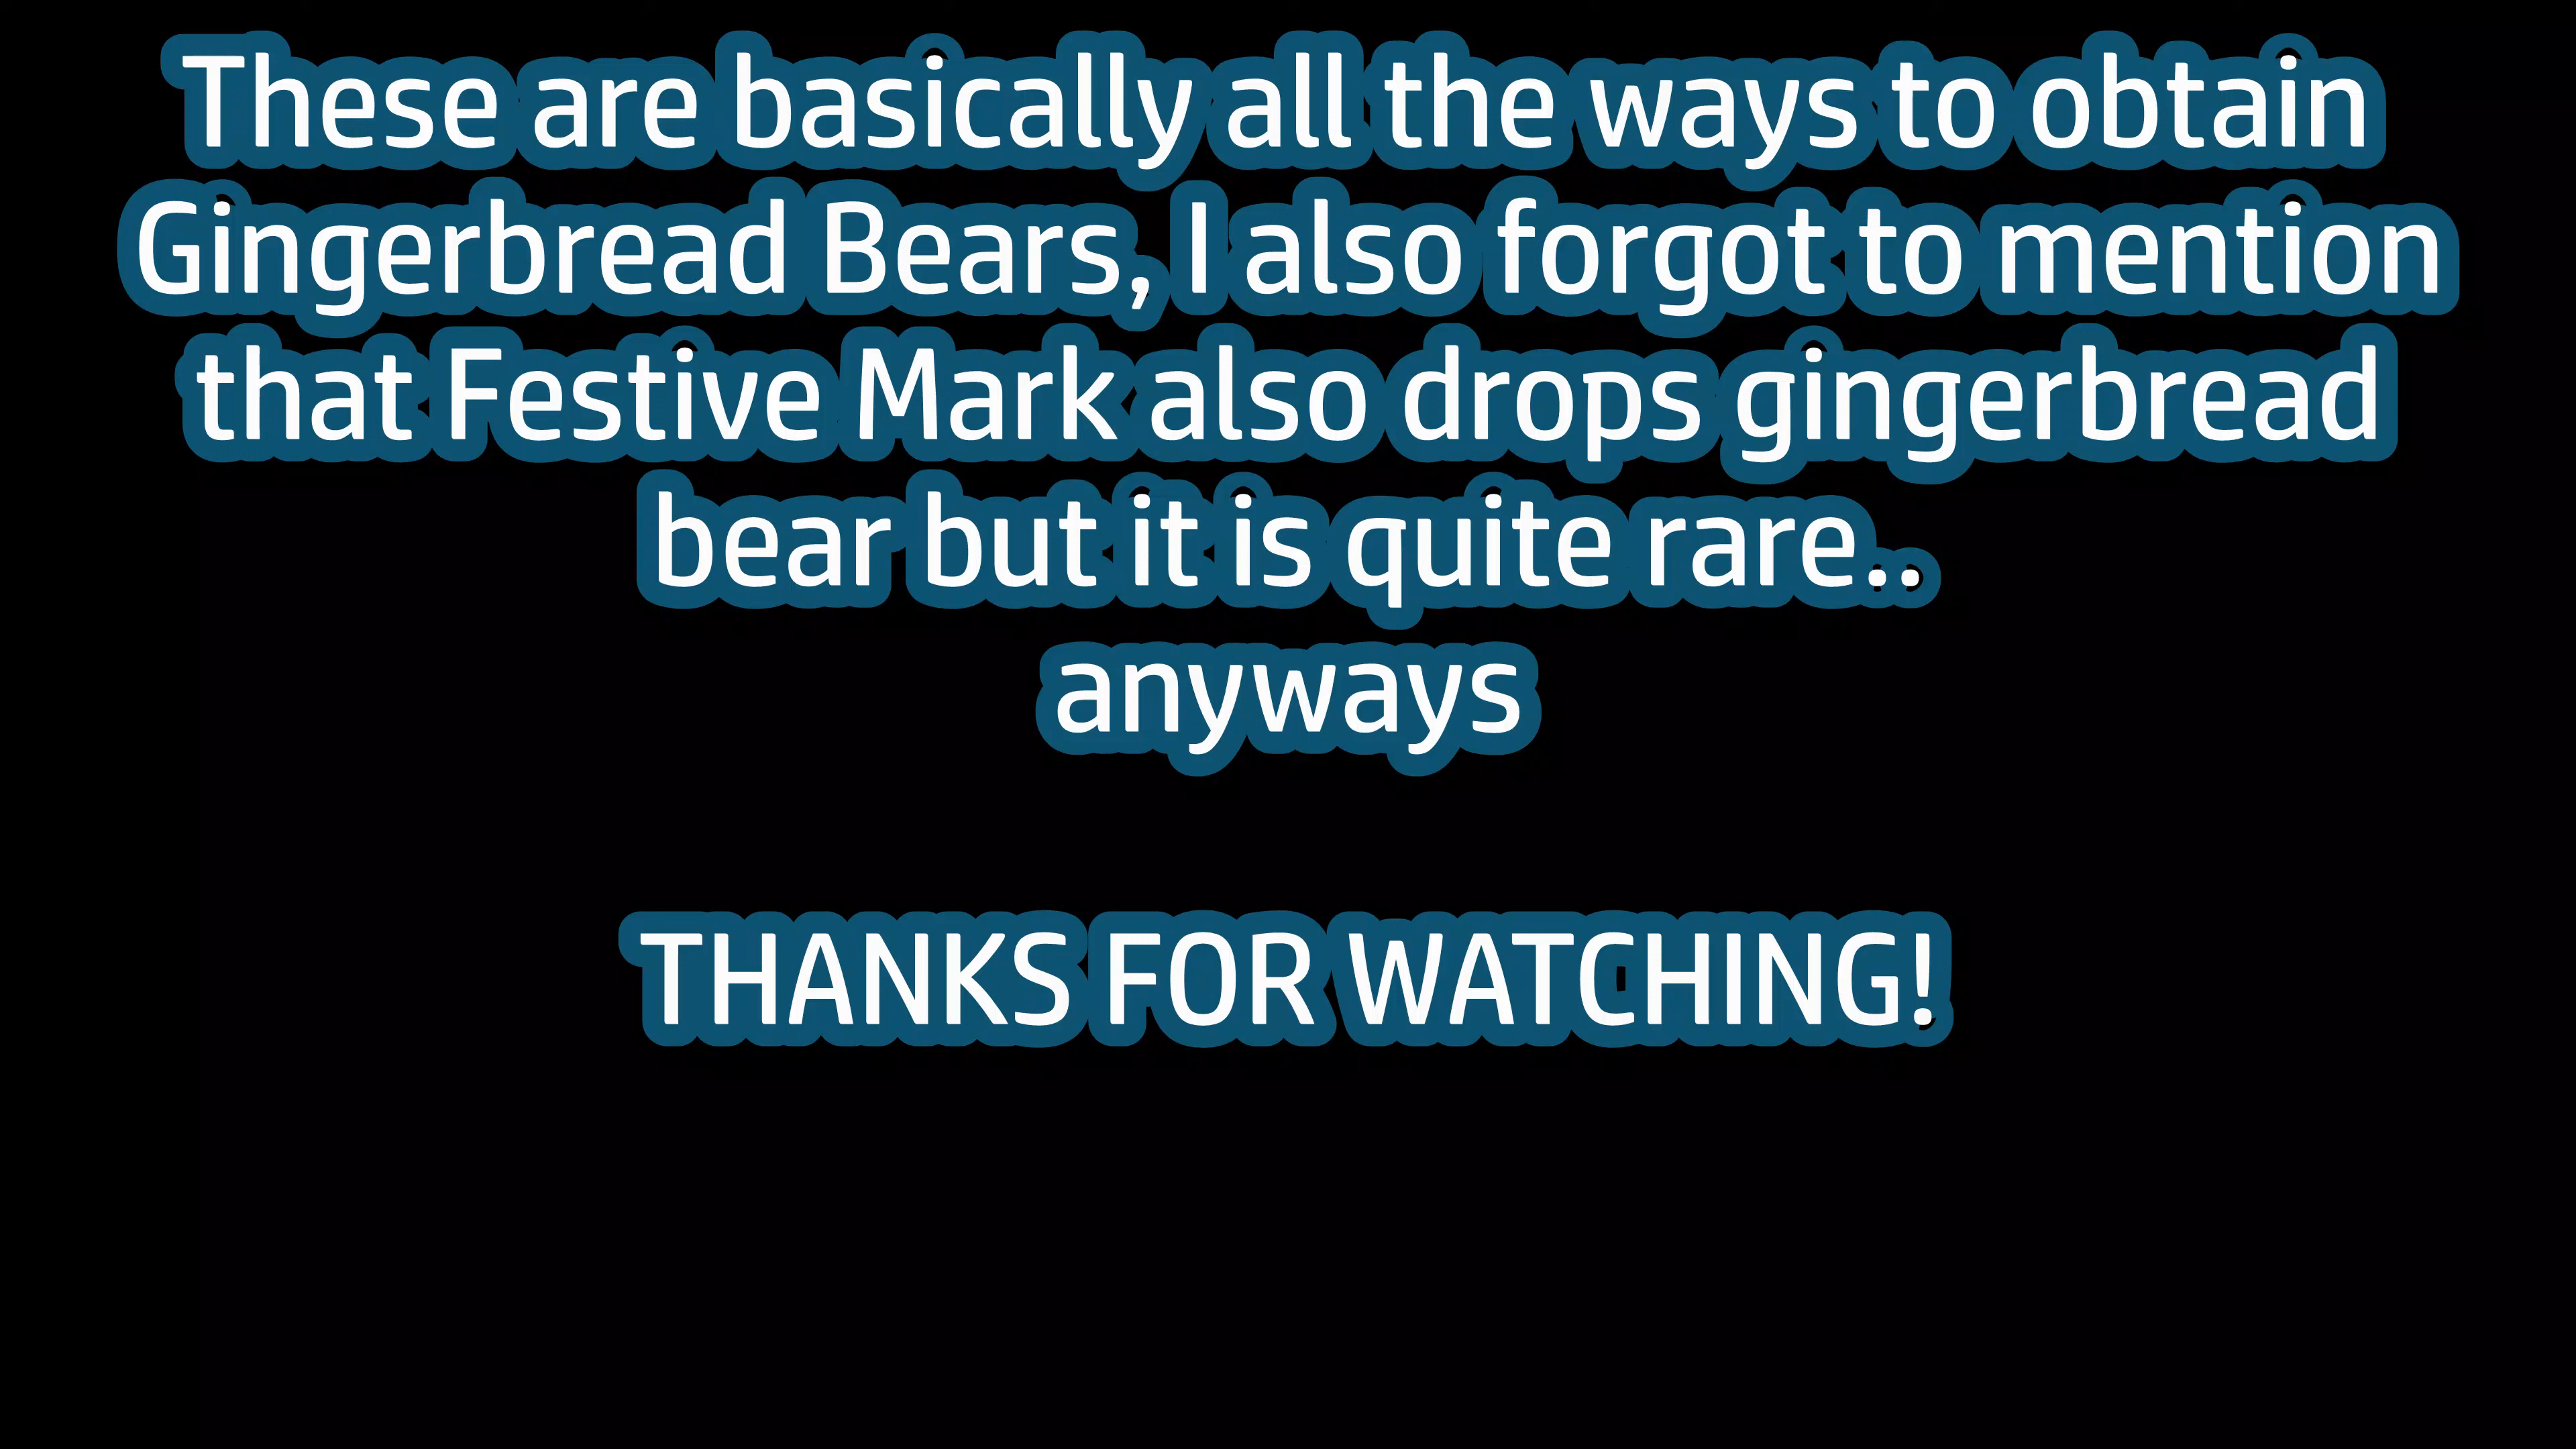 These are basically all the ways to obtain
Gingerbread Bears, I also forgot to mention
that Festive Mark also drops gingerbread
bear but it is quite rare..
anyways
THANKS FOR WATCHING!